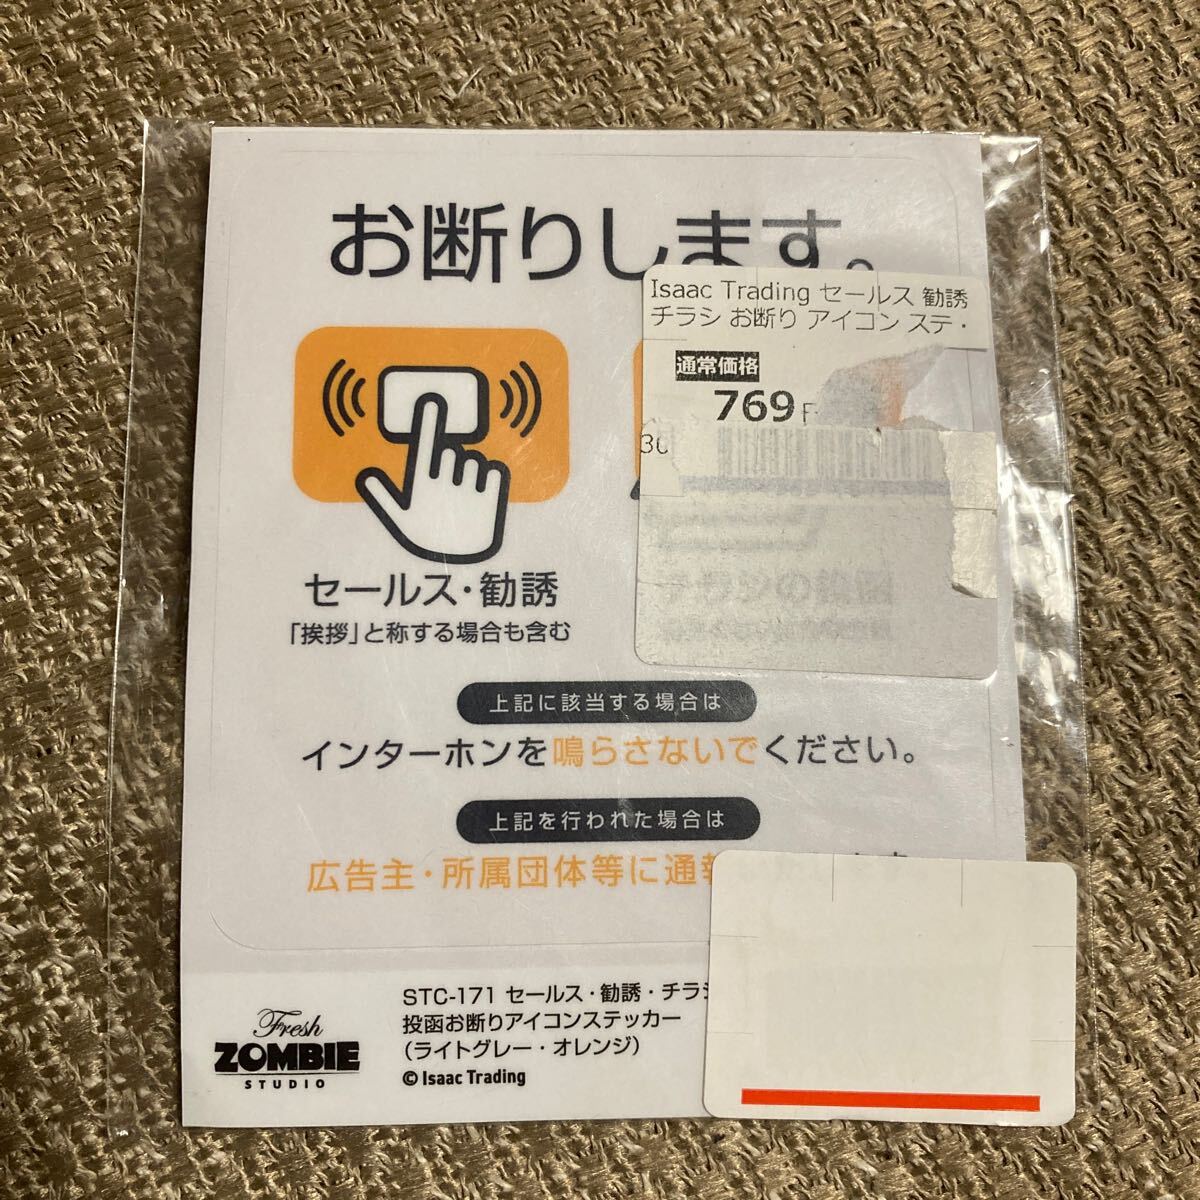 お断りします。
Isaac Trading セールス 勧誘
チラシ お断り アイコン ステ・
通常価格
769
30
セールス・勧誘
「挨拶」と称する場合も含む
上記に該当する場合は
インターホンを鳴らさないでください。
上記を行われた場合は
広告主・所属団体等に通報
STC-171 セールス・勧誘・チラシ
投函お断りアイコンステッカー
（ライトグレー・オレンジ）
© Isaac Trading
Fresh
ZOMBIE
STUDIO